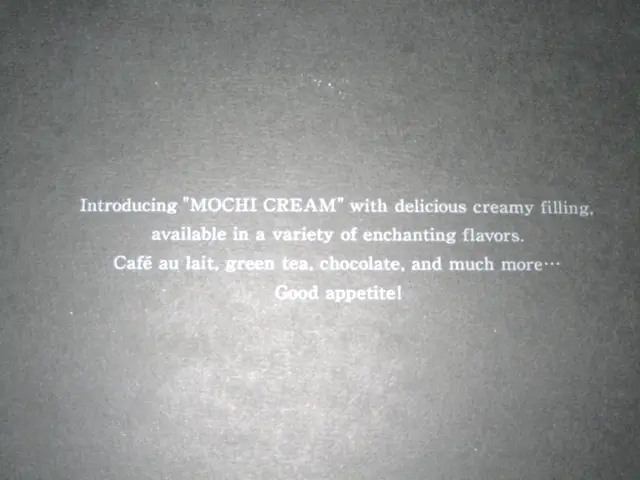 Introducing "MOCHI CREAM" with delicious creamy filling,
available in a variety of enchanting flavors.
Café au lait, green tea, chocolate, and much more···
Good appetite!